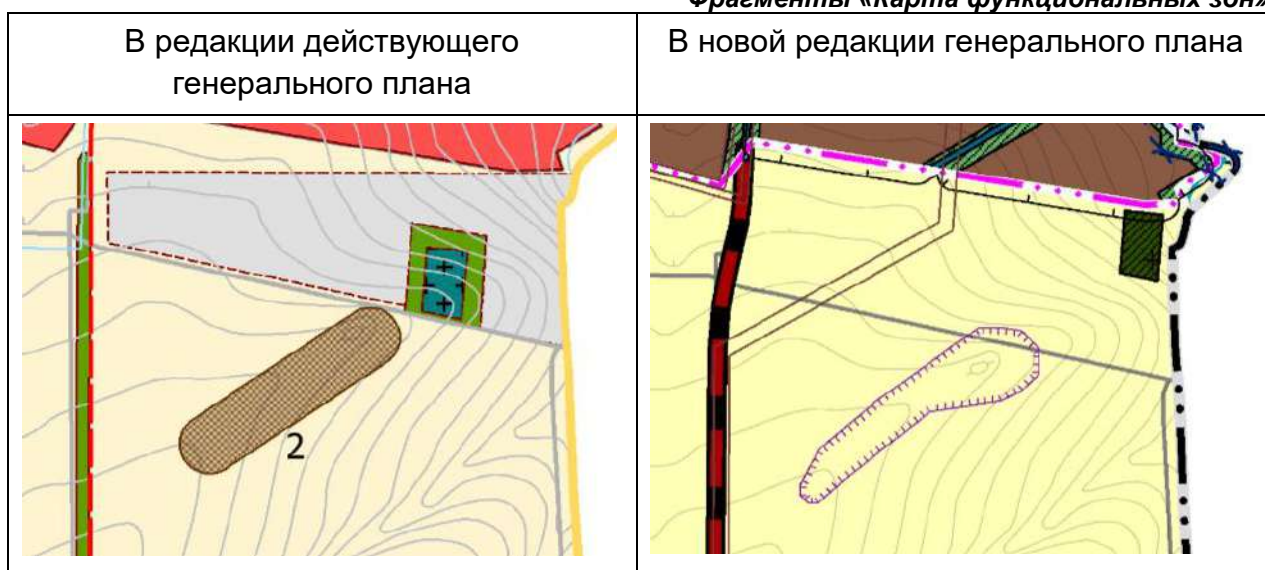 Фрагменты «Карта функциональных зон»
В редакции действующего
генерального плана
В новой редакции генерального плана
2